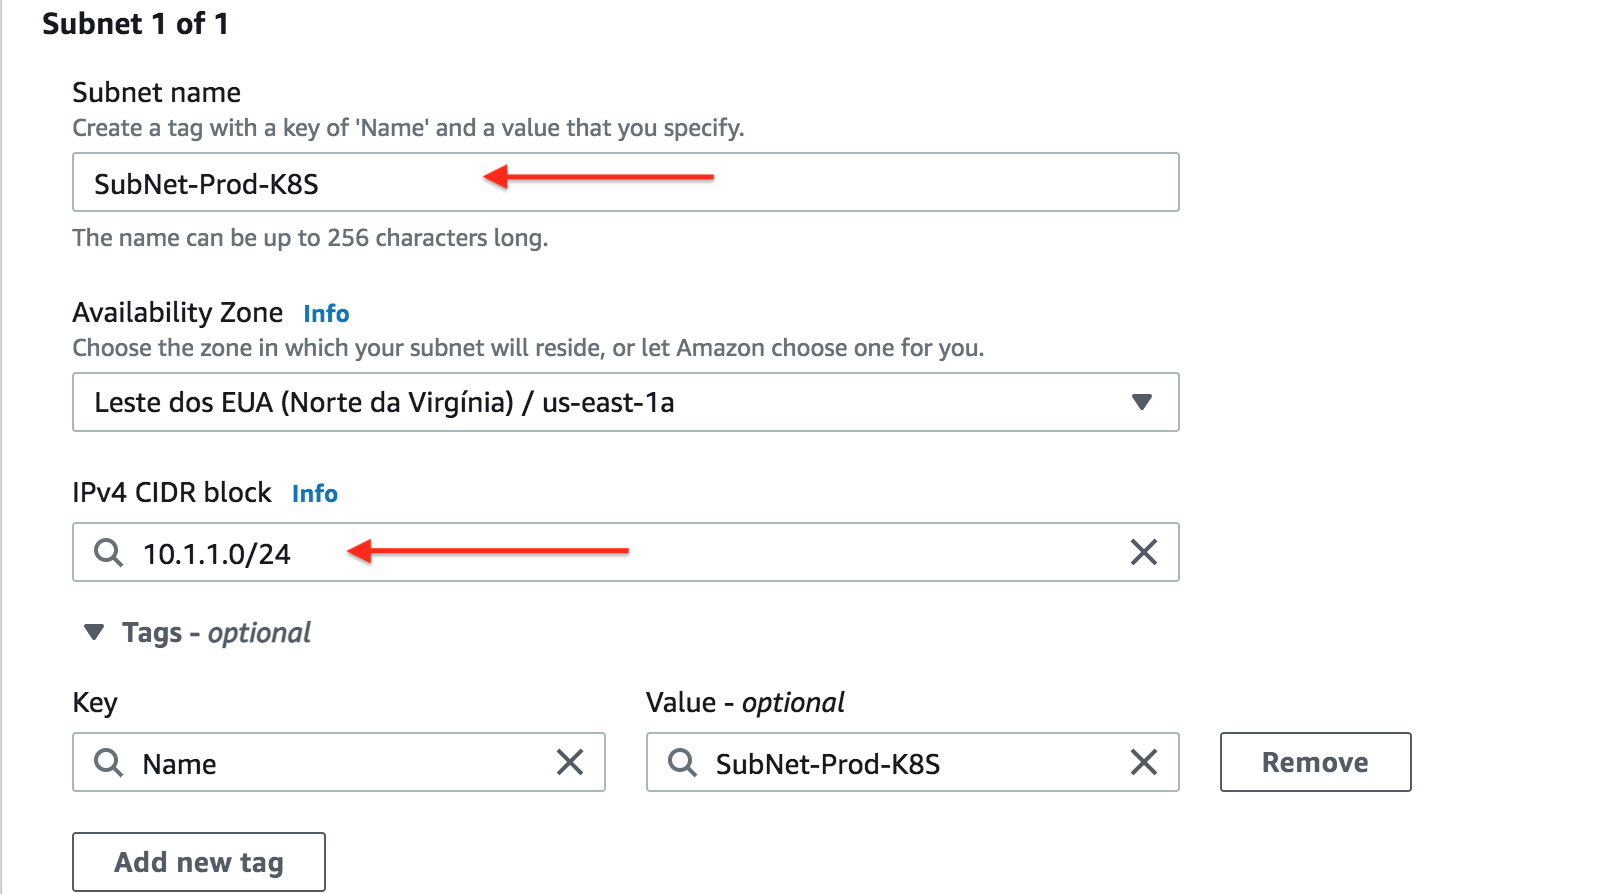 Subnet 1 of 1
Subnet name
Create a tag with a key of 'Name' and a value that you specify.
SubNet-Prod-K8S
The name can be up to 256 characters long.
Availability Zone Info
Choose the zone in which your subnet will reside, or let Amazon choose one for you.
Leste dos EUA (Norte da Virgínia) / us-east-1a
IPv4 CIDR block Info
10.1.1.0/24
Tags - optional
Key Value - optional
Name SubNet-Prod-K8S Remove
Add new tag